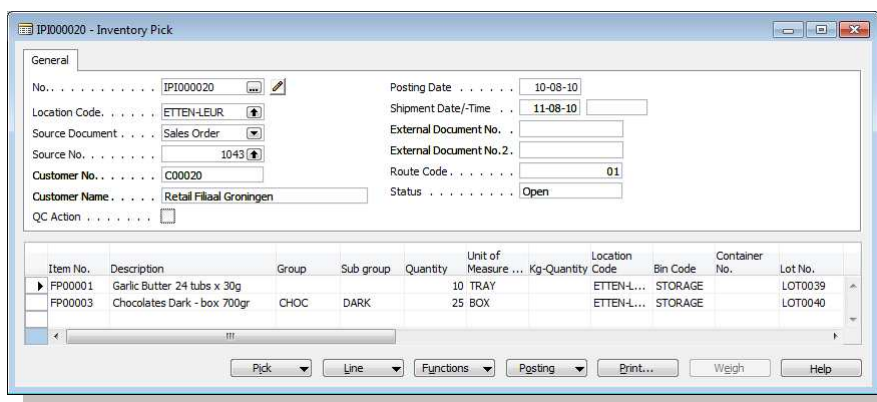 IPI000020 - Inventory Pick
General
No. . . . . . . . . . . . IPI000020 ...
Location Code. . . . . . ETTEN-LEUR
Source Document . . . . Sales Order
Source No. . . . . . . . 1043
Customer No. . . . . . . C00020
Customer Name . . . . . Retail Filiaal Groningen
QC Action . . . . . . .
Posting Date . . . . . . 10-08-10
Shipment Date/-Time . . 11-08-10
External Document No. .
External Document No.2 .
Route Code . . . . . . . 01
Status . . . . . . . . . Open
Item No. Description Group Sub group Quantity Unit of Measure ... Kg-Quantity Location Code Bin Code Container No. Lot No.
FP00001 Garlic Butter 24 tubs x 30g 10 TRAY ETTEN-L... STORAGE LOT0039
FP00003 Chocolates Dark - box 700gr CHOC DARK 25 BOX ETTEN-L... STORAGE LOT0040
Pick Line Functions Posting Print... Weigh Help